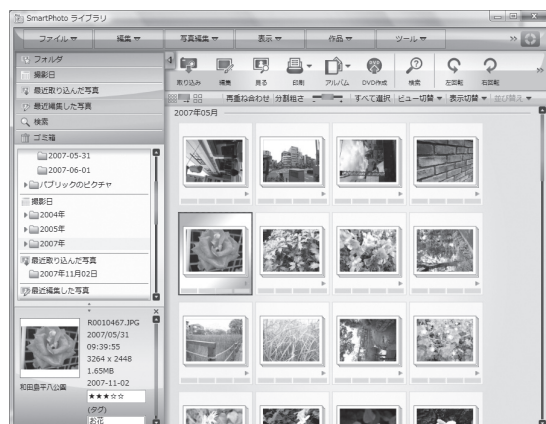 SmartPhoto ライブラリ
ファイル 編集 写真編集 表示 作品 ツール
フォルダ
撮影日
最近取り込んだ写真
最近編集した写真
検索
ゴミ箱
2007-05-31
2007-06-01
パブリックのピクチャ
撮影日
2004年
2005年
2007年
最近取り込んだ写真
2007年11月02日
最近編集した写真
R0010467.JPG
2007/05/31
09:39:55
3264 x 2448
1.65MB
2007-11-02
和田島平八公園
★★★☆☆
(タグ)
お花
取り込み 編集 見る 印刷 アルバム DVD作成 検索 左回転 右回転
再重ね合わせ 分割粗さ すべて選択 ビュー切替 表示切替 並び替え
2007年05月